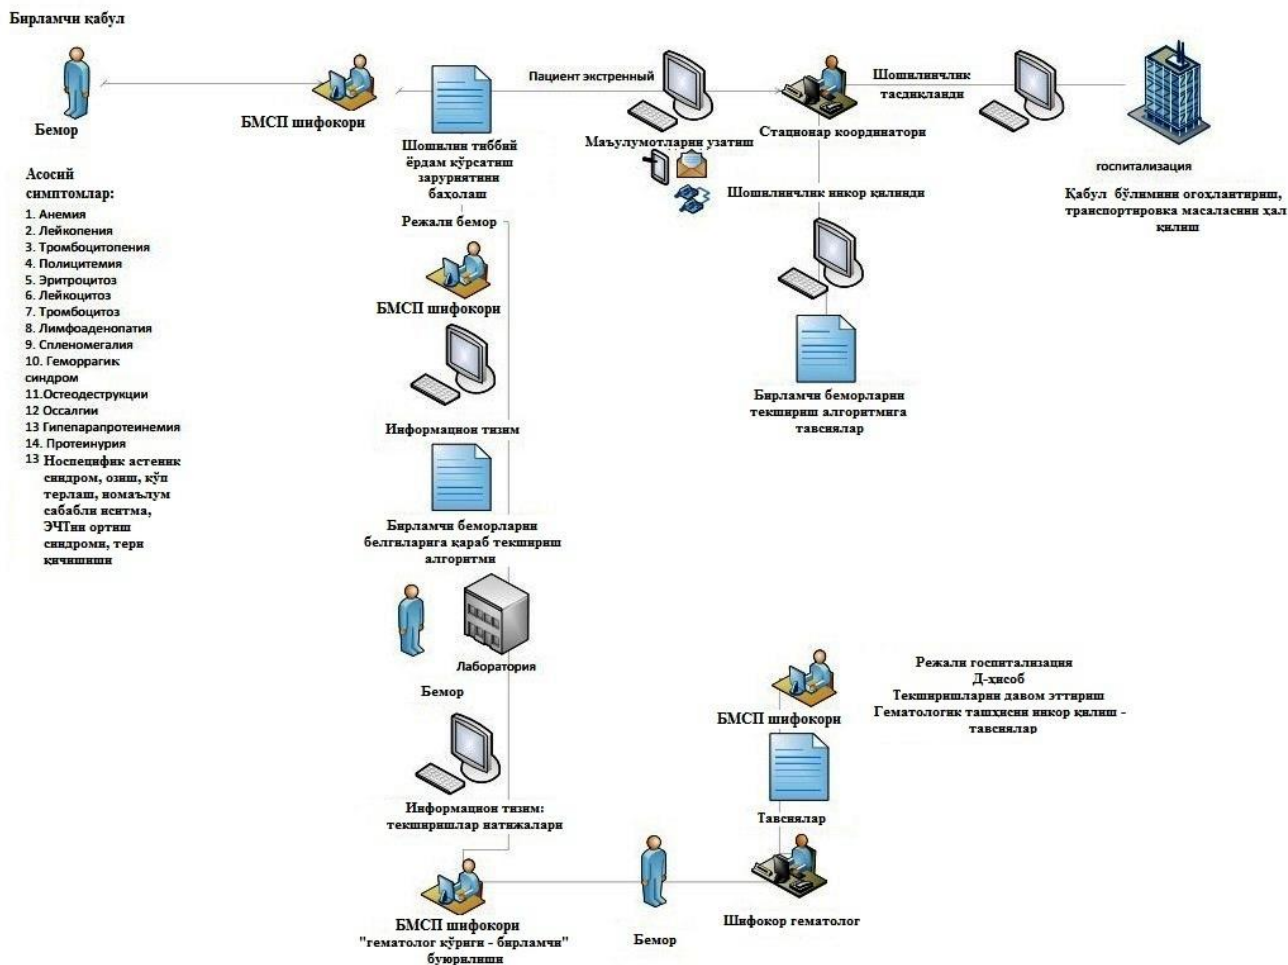 Бирламчи қабул
Бемор
БМСП шифокори
Шошилин тиббий
ёрдам кўрсатиш
заруриятини
баҳолаш
Пациент экстренный
Маъулумотларни узатиш
Стационар координатори
Шошилинчлик
тасдиқланди
госпитализация
Қабул бўлимини огоҳлантириш,
транспортировка масаласини ҳал
қилиш
Шошилинчлик инкор қилинди
Бирламчи беморларни
текшириш алгоритмига
тавсиялар
Асосий
симптомлар:
1. Анемия
2. Лейкопения
3. Тромбоцитопения
4. Полицитемия
5. Эритроцитоз
6. Лейкоцитоз
7. Тромбоцитоз
8. Лимфоаденопатия
9. Спленомегалия
10. Геморрагик
синдром
11. Остеодеструкции
12 Оссалгии
13 Гипепарапротеинемия
14. Протеинурия
13 Носпецифик астеник
синдром, озиш, кўп
терлаш, номаълум
сабабли иситма,
ЭЧТни ортиш
синдроми, тери
қичишиши
Режали бемор
БМСП шифокори
Информацион тизим
Бирламчи беморларни
белгиларига қараб текшириш
алгоритми
Лаборатория
Бемор
Информацион тизим:
текширишлар натижалари
БМСП шифокори
"гематолог кўриги - бирламчи"
буюрилиши
Бемор
Шифокор гематолог
Тавсиялар
БМСП шифокори
Режали госпитализация
Д-ҳисоб
Текширишларни давом эттириш
Гематологик ташҳисни инкор қилиш -
тавсиялар